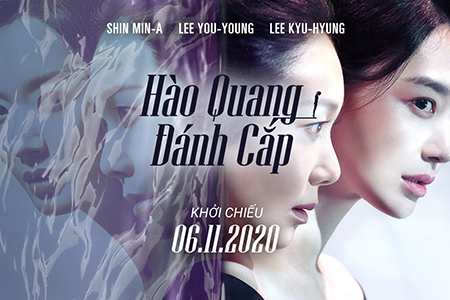 SHIN MIN-A LEE YOU-YOUNG LEE KYU-HYUNG
Hào Quang
Đánh Cắp
KHỞI CHIẾU
06.11.2020